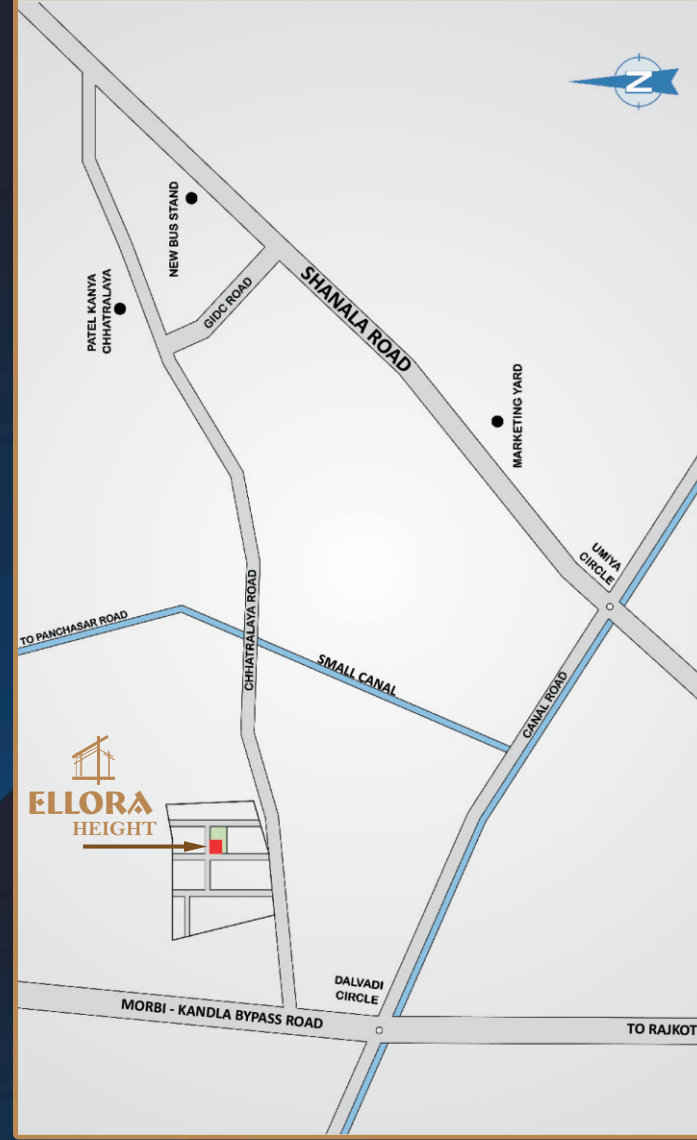 N
NEW BUS STAND
PATEL KANYA
CHHATRALAYA
GIDC ROAD
SHANALA ROAD
MARKETING YARD
UMIYA
CIRCLE
CHHATRALAYA ROAD
TO PANCHASAR ROAD
SMALL CANAL
CANAL ROAD
ELLORA
HEIGHT
DALVADI
CIRCLE
MORBI - KANDLA BYPASS ROAD
TO RAJKOT